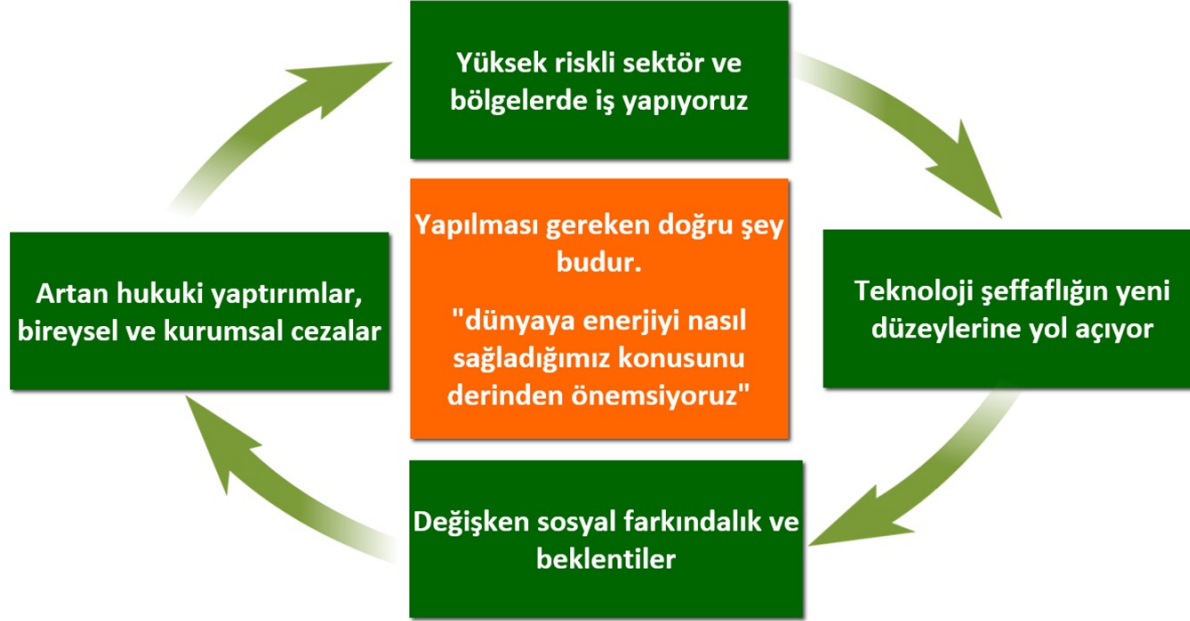 Yüksek riskli sektör ve
bölgelerde iş yapıyoruz
Yapılması gereken doğru şey
budur.
"dünyaya enerjiyi nasıl
sağladığımız konusunu
derinden önemsiyoruz"
Artan hukuki yaptırımlar,
bireysel ve kurumsal cezalar
Teknoloji şeffaflığın yeni
düzeylerine yol açıyor
Değişken sosyal farkındalık ve
beklentiler